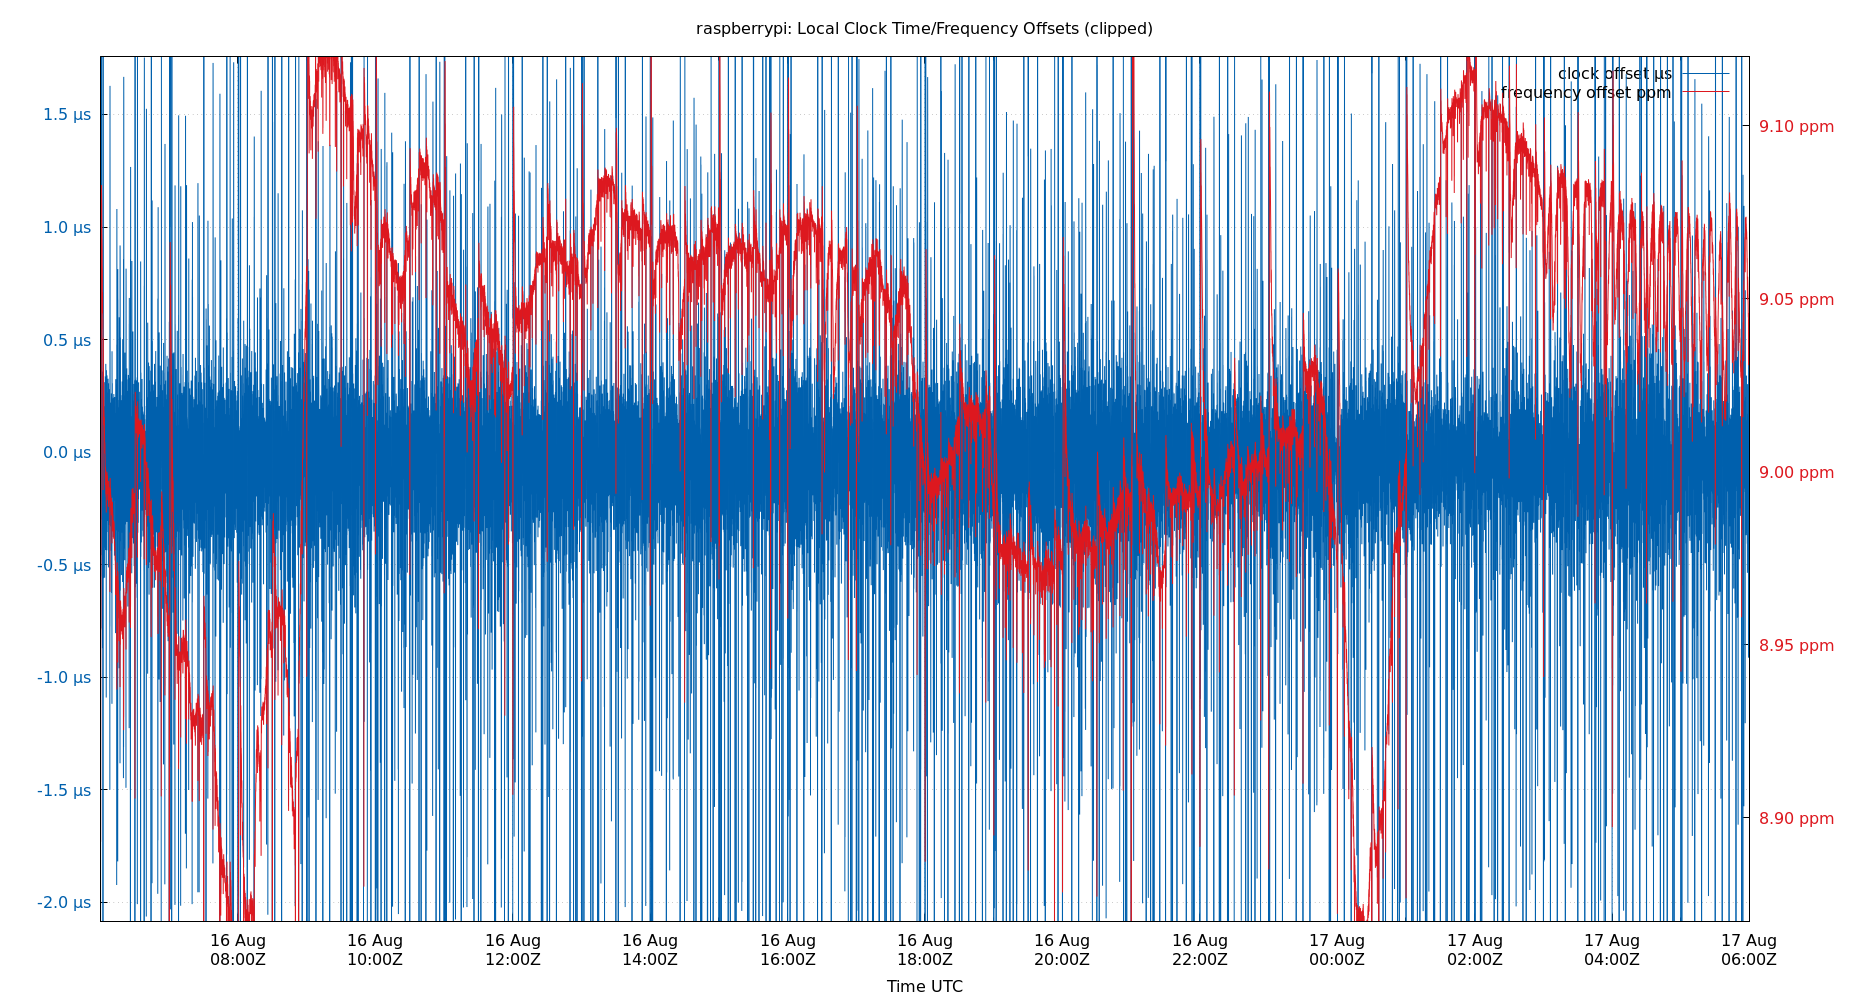 raspberrypi: Local Clock Time/Frequency Offsets (clipped)
clock offset µs
frequency offset ppm
1.5 µs
1.0 µs
0.5 µs
0.0 µs
-0.5 µs
-1.0 µs
-1.5 µs
-2.0 µs
9.10 ppm
9.05 ppm
9.00 ppm
8.95 ppm
8.90 ppm
16 Aug 16 Aug 16 Aug 16 Aug 16 Aug 16 Aug 16 Aug 16 Aug 17 Aug 17 Aug 17 Aug 17 Aug
08:00Z 10:00Z 12:00Z 14:00Z 16:00Z 18:00Z 20:00Z 22:00Z 00:00Z 02:00Z 04:00Z 06:00Z
Time UTC